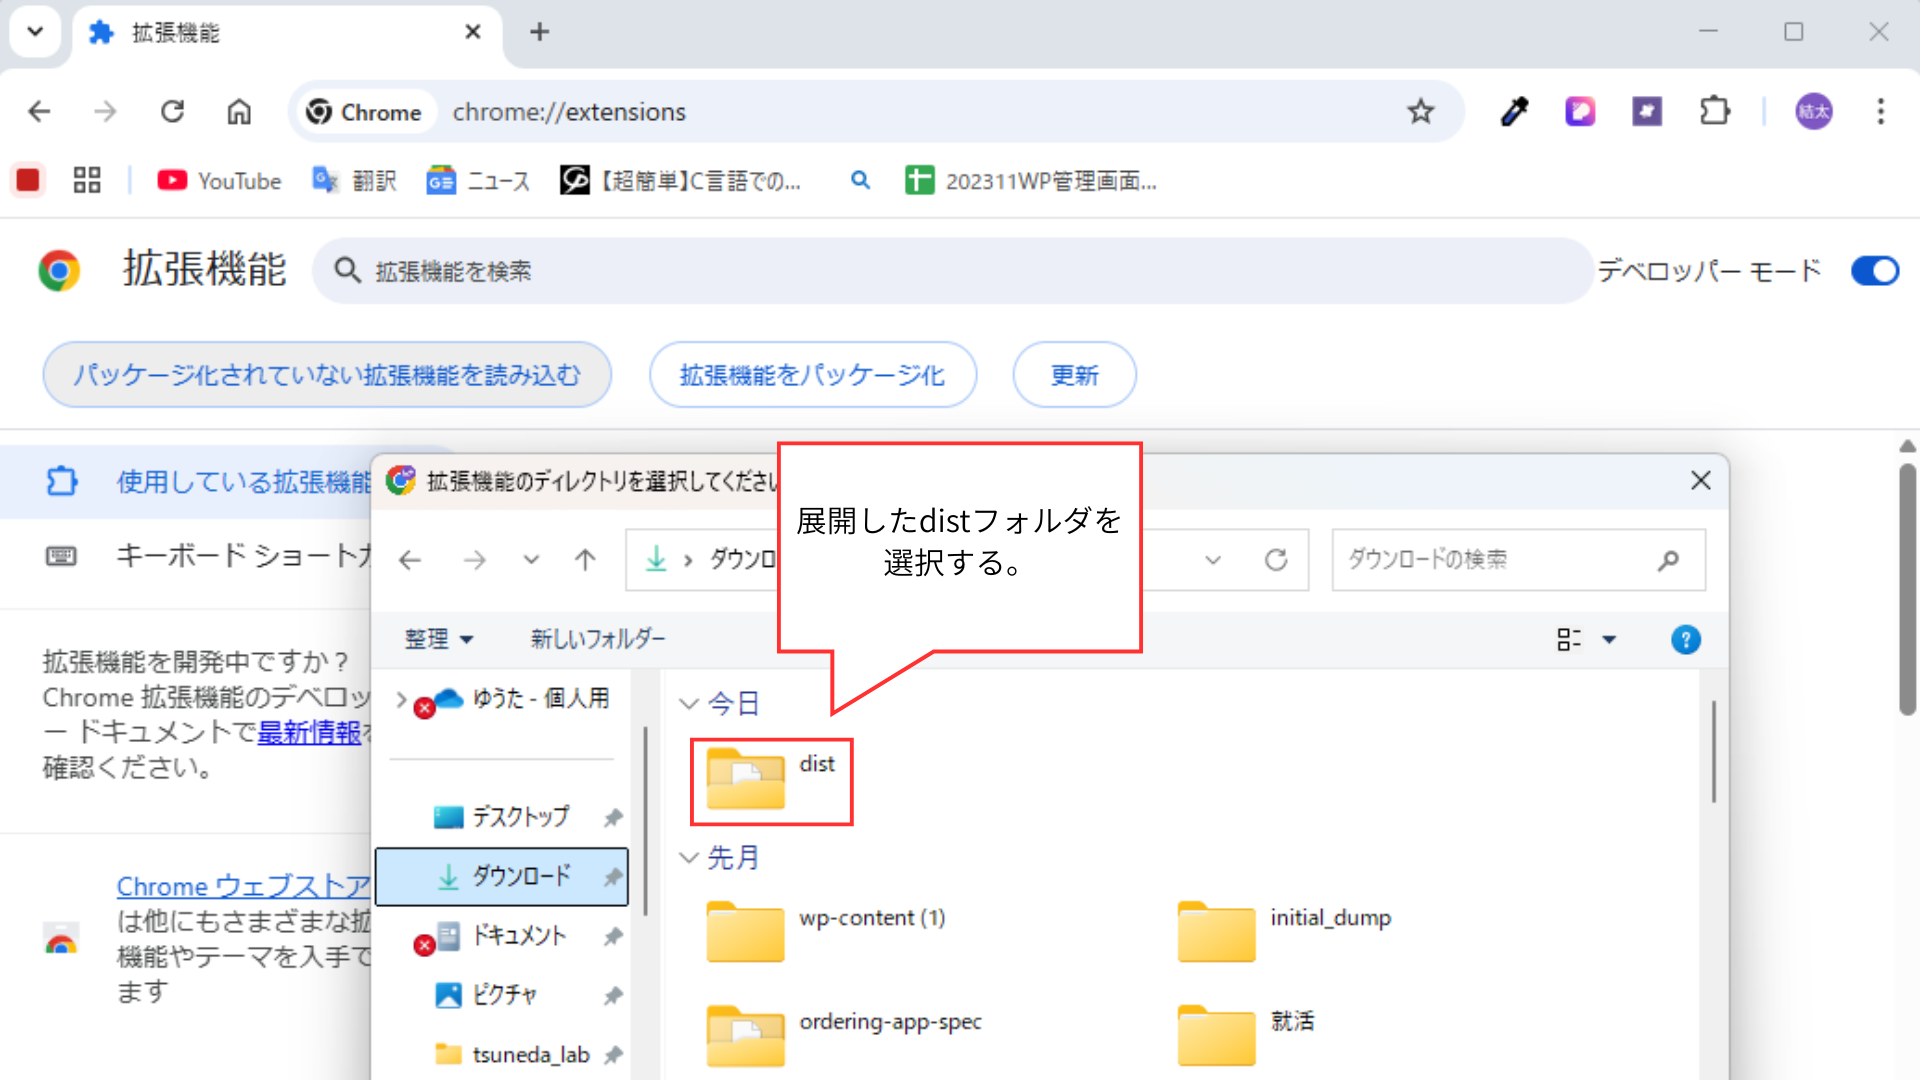 拡張機能
Chrome
chrome://extensions
結太
YouTube
翻訳
ニュース
【超簡単】C言語での...
202311WP管理画面...
拡張機能
拡張機能を検索
デベロッパー モード
パッケージ化されていない拡張機能を読み込む
拡張機能をパッケージ化
更新
使用している拡張機能
キーボード ショートカ
拡張機能を開発中ですか？
Chrome 拡張機能のデベロッ
ー ドキュメントで最新情報を
確認ください。
Chrome ウェブストア
は他にもさまざまな拡
機能やテーマを入手で
ます
拡張機能のディレクトリを選択してください
展開したdistフォルダを
選択する。
ダウンロ
ダウンロードの検索
整理
新しいフォルダー
ゆうた - 個人用
デスクトップ
ダウンロード
ドキュメント
ピクチャ
tsuneda_lab
今日
dist
先月
wp-content (1)
initial_dump
ordering-app-spec
就活